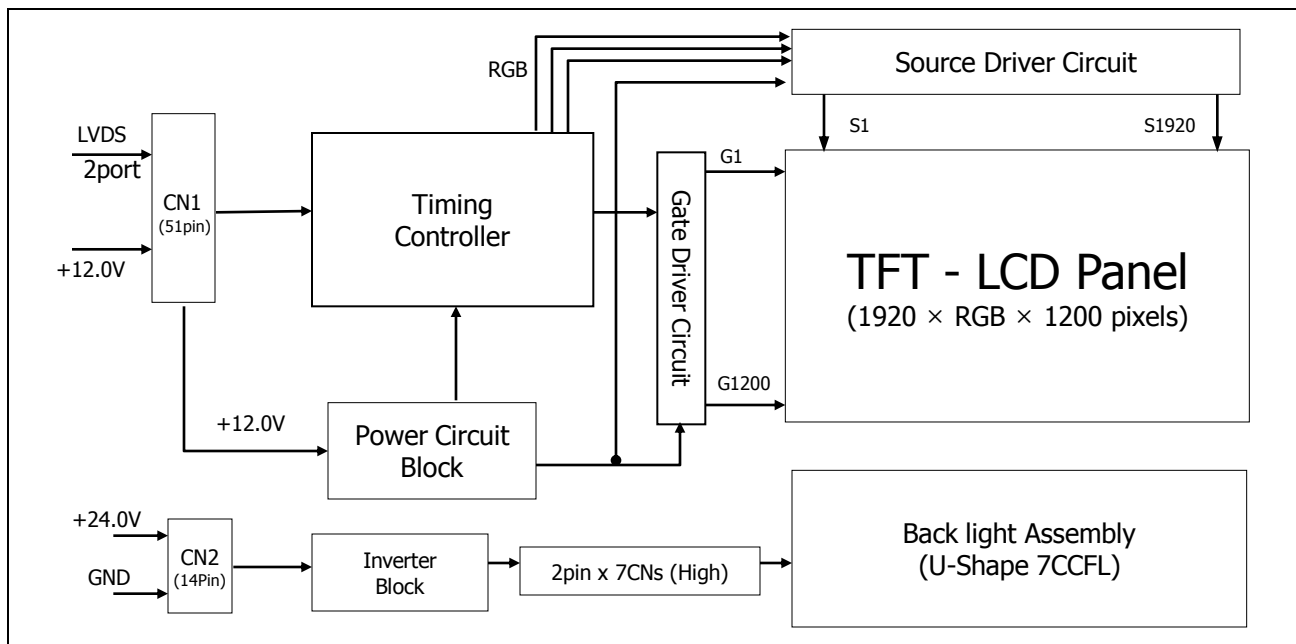 RGB
Source Driver Circuit
S1
S1920
LVDS
2port
CN1
(51pin)
+12.0V
Timing
Controller
Gate Driver Circuit
G1
G1200
TFT - LCD Panel
(1920 × RGB × 1200 pixels)
+12.0V
Power Circuit
Block
+24.0V
GND
CN2
(14Pin)
Inverter
Block
2pin x 7CNs (High)
Back light Assembly
(U-Shape 7CCFL)